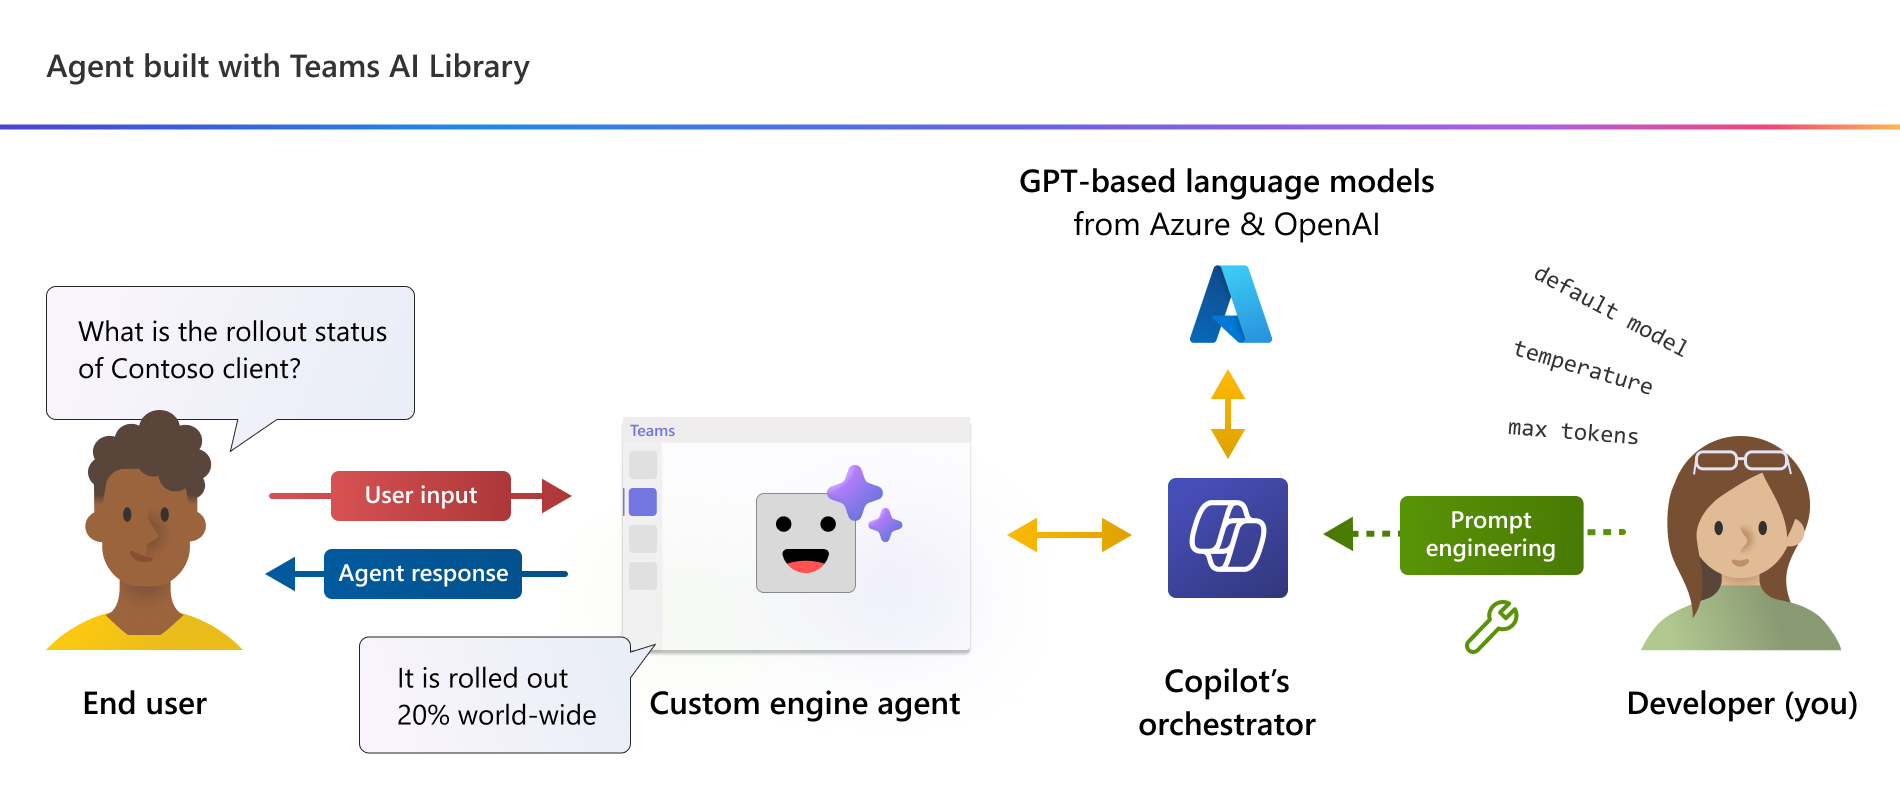 Agent built with Teams AI Library
GPT-based language models
from Azure & OpenAI
default model
temperature
max tokens
What is the rollout status
of Contoso client?
Teams
User input
Agent response
Prompt
engineering
It is rolled out
20% world-wide
End user
Custom engine agent
Copilot’s
orchestrator
Developer (you)